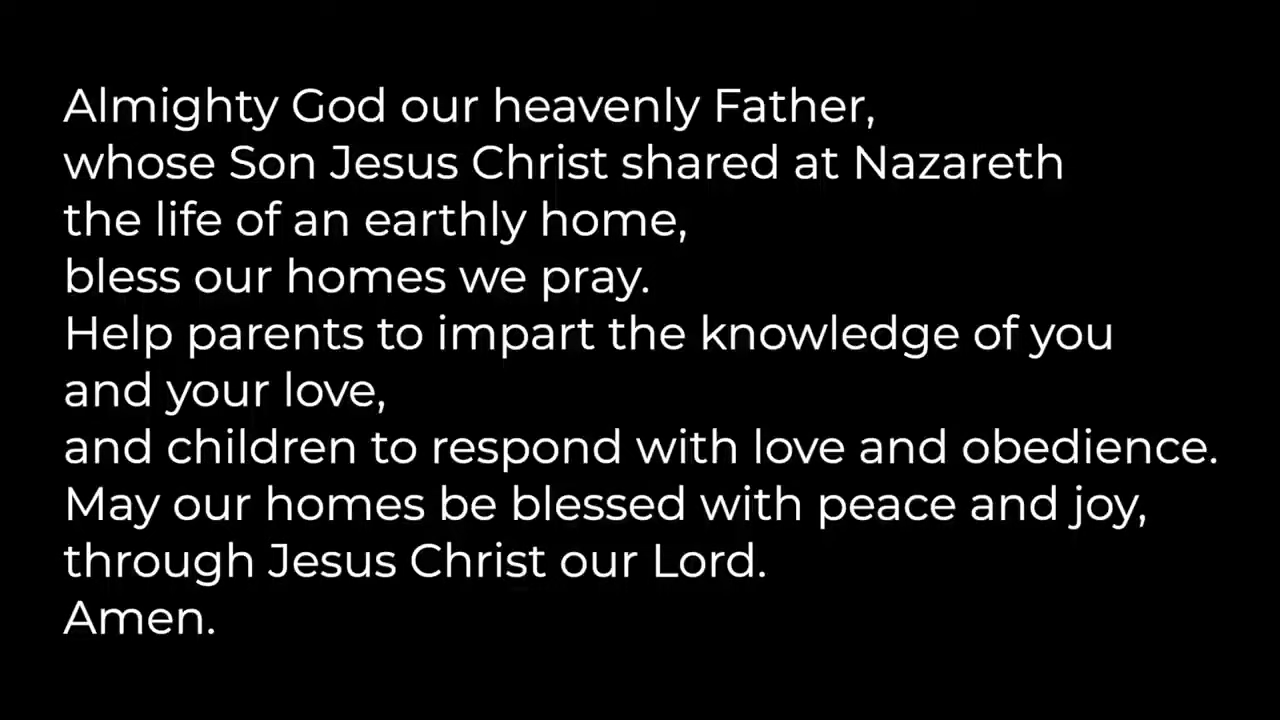 Almighty God our heavenly Father,
whose Son Jesus Christ shared at Nazareth
the life of an earthly home,
bless our homes we pray.
Help parents to impart the knowledge of you
and your love,
and children to respond with love and obedience.
May our homes be blessed with peace and joy,
through Jesus Christ our Lord.
Amen.